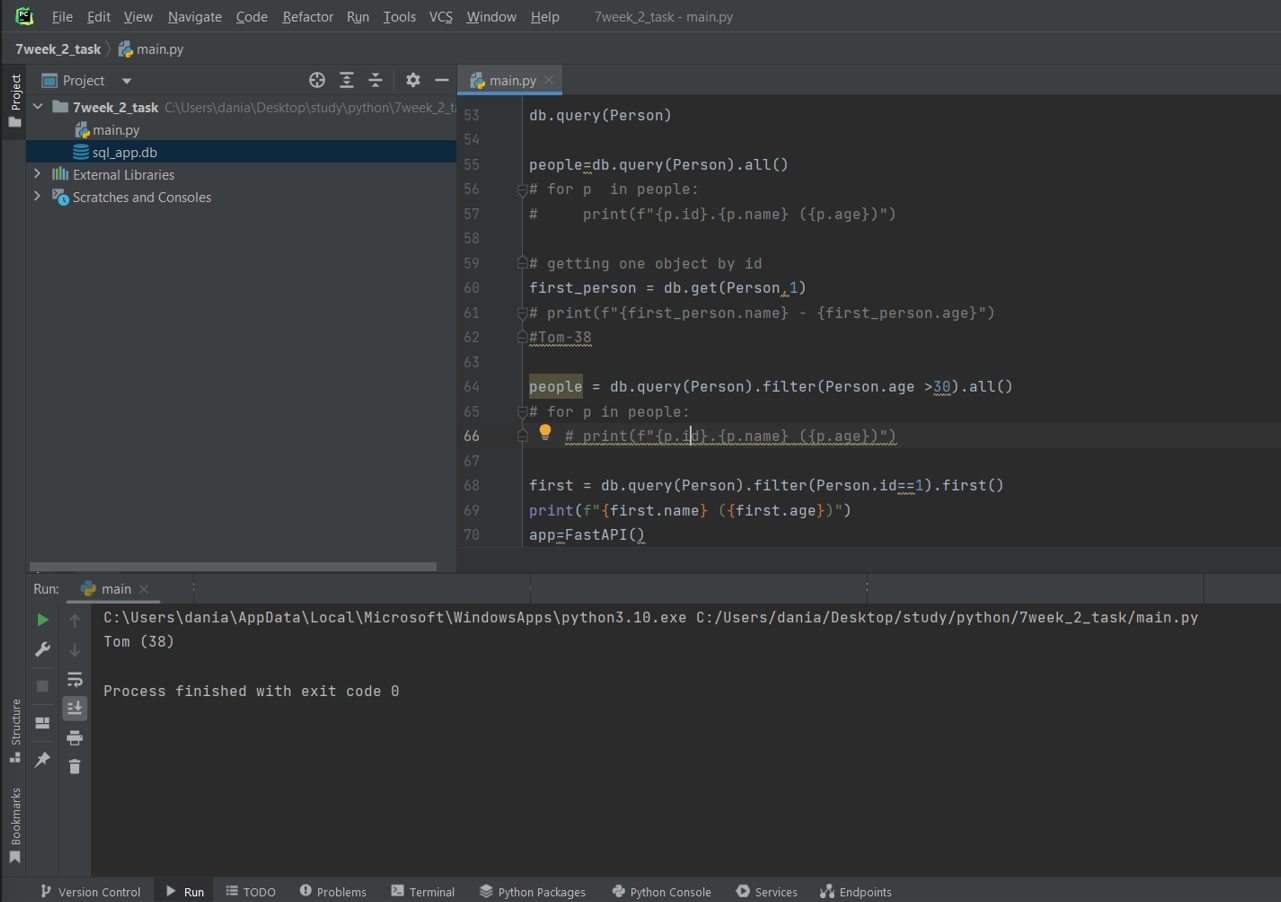 File Edit View Navigate Code Refactor Run Tools VCS Window Help 7week_2_task - main.py
7week_2_task main.py
Project
Project
main.py
7week_2_task C:\Users\dania\Desktop\study\python\7week_2_t
main.py
sql_app.db
External Libraries
Scratches and Consoles
53 db.query(Person)
54
55 people=db.query(Person).all()
56 # for p  in people:
57 #     print(f"{p.id}.{p.name} ({p.age})")
58
59 # getting one object by id
60 first_person = db.get(Person,1)
61 # print(f"{first_person.name} - {first_person.age}")
62 #Tom-38
63
64 people = db.query(Person).filter(Person.age >30).all()
65 # for p in people:
66     # print(f"{p.id}.{p.name} ({p.age})")
67
68 first = db.query(Person).filter(Person.id==1).first()
69 print(f"{first.name} ({first.age})")
70 app=FastAPI()
Run: main
C:\Users\dania\AppData\Local\Microsoft\WindowsApps\python3.10.exe C:/Users/dania/Desktop/study/python/7week_2_task/main.py
Tom (38)
Process finished with exit code 0
Structure
Bookmarks
Version Control Run TODO Problems Terminal Python Packages Python Console Services Endpoints